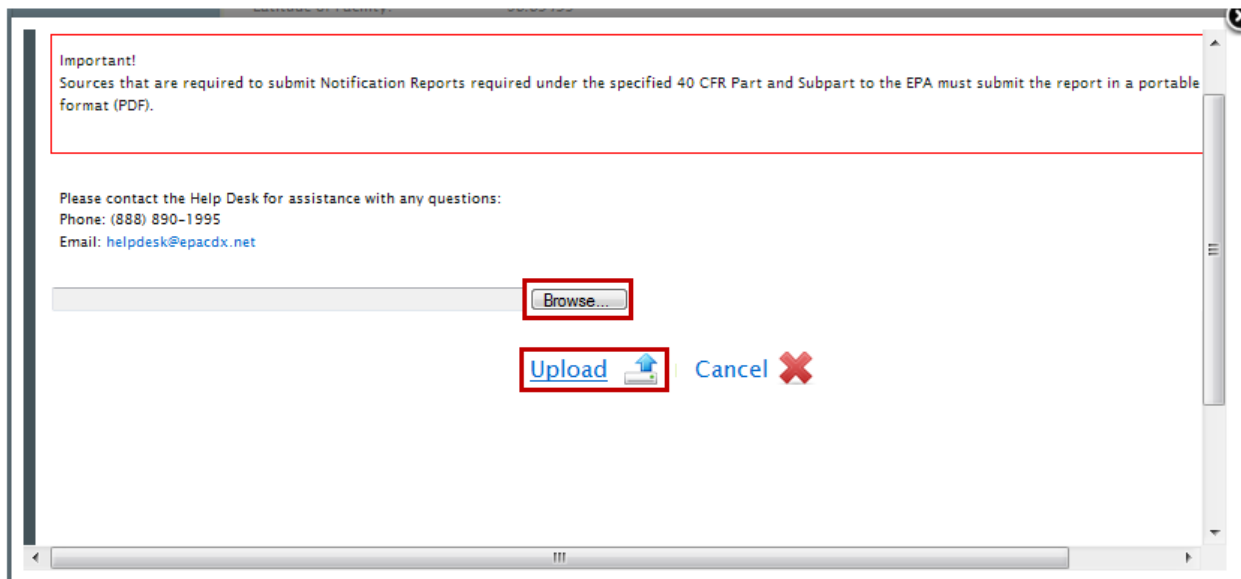 Important!
Sources that are required to submit Notification Reports required under the specified 40 CFR Part and Subpart to the EPA must submit the report in a portable
format (PDF).
Please contact the Help Desk for assistance with any questions:
Phone: (888) 890-1995
Email: helpdesk@epacdx.net
Browse...
Upload Cancel